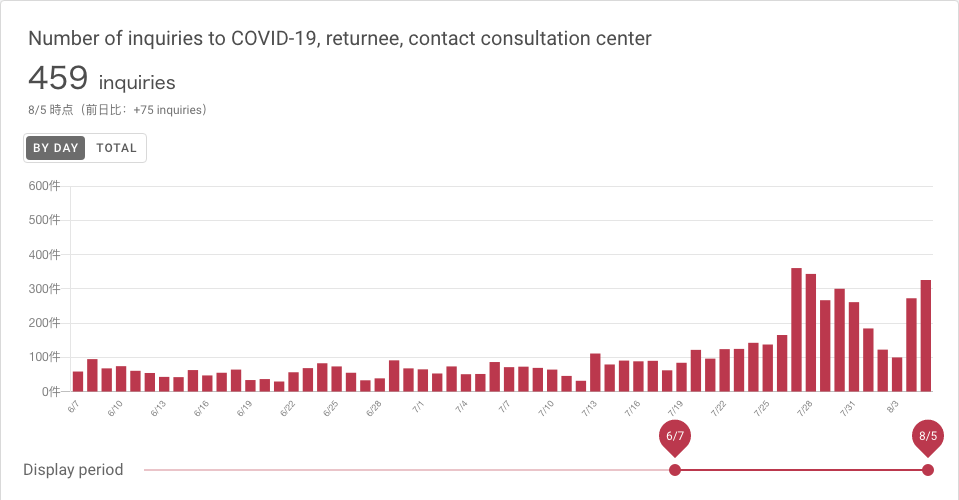 Number of inquiries to COVID-19, returnee, contact consultation center
459 inquiries
8/5 時点（前日比：+75 inquiries）
BY DAY TOTAL
600件
500件
400件
300件
200件
100件
0件
6/7 6/10 6/13 6/16 6/19 6/22 6/25 6/28 7/1 7/4 7/7 7/10 7/13 7/16 7/19 7/22 7/25 7/28 7/31 8/3
6/7 8/5
Display period